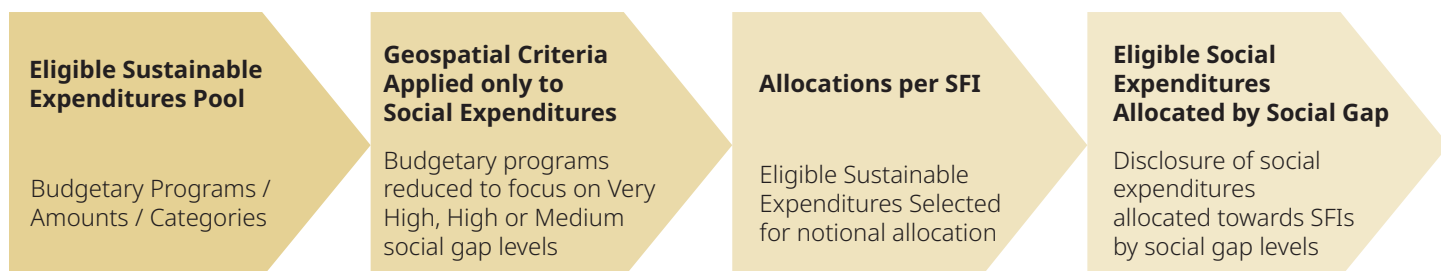 Eligible Sustainable
Expenditures Pool
Budgetary Programs /
Amounts / Categories
Geospatial Criteria
Applied only to
Social Expenditures
Budgetary programs
reduced to focus on Very
High, High or Medium
social gap levels
Allocations per SFI
Eligible Sustainable
Expenditures Selected
for notional allocation
Eligible Social
Expenditures
Allocated by Social Gap
Disclosure of social
expenditures
allocated towards SFIs
by social gap levels